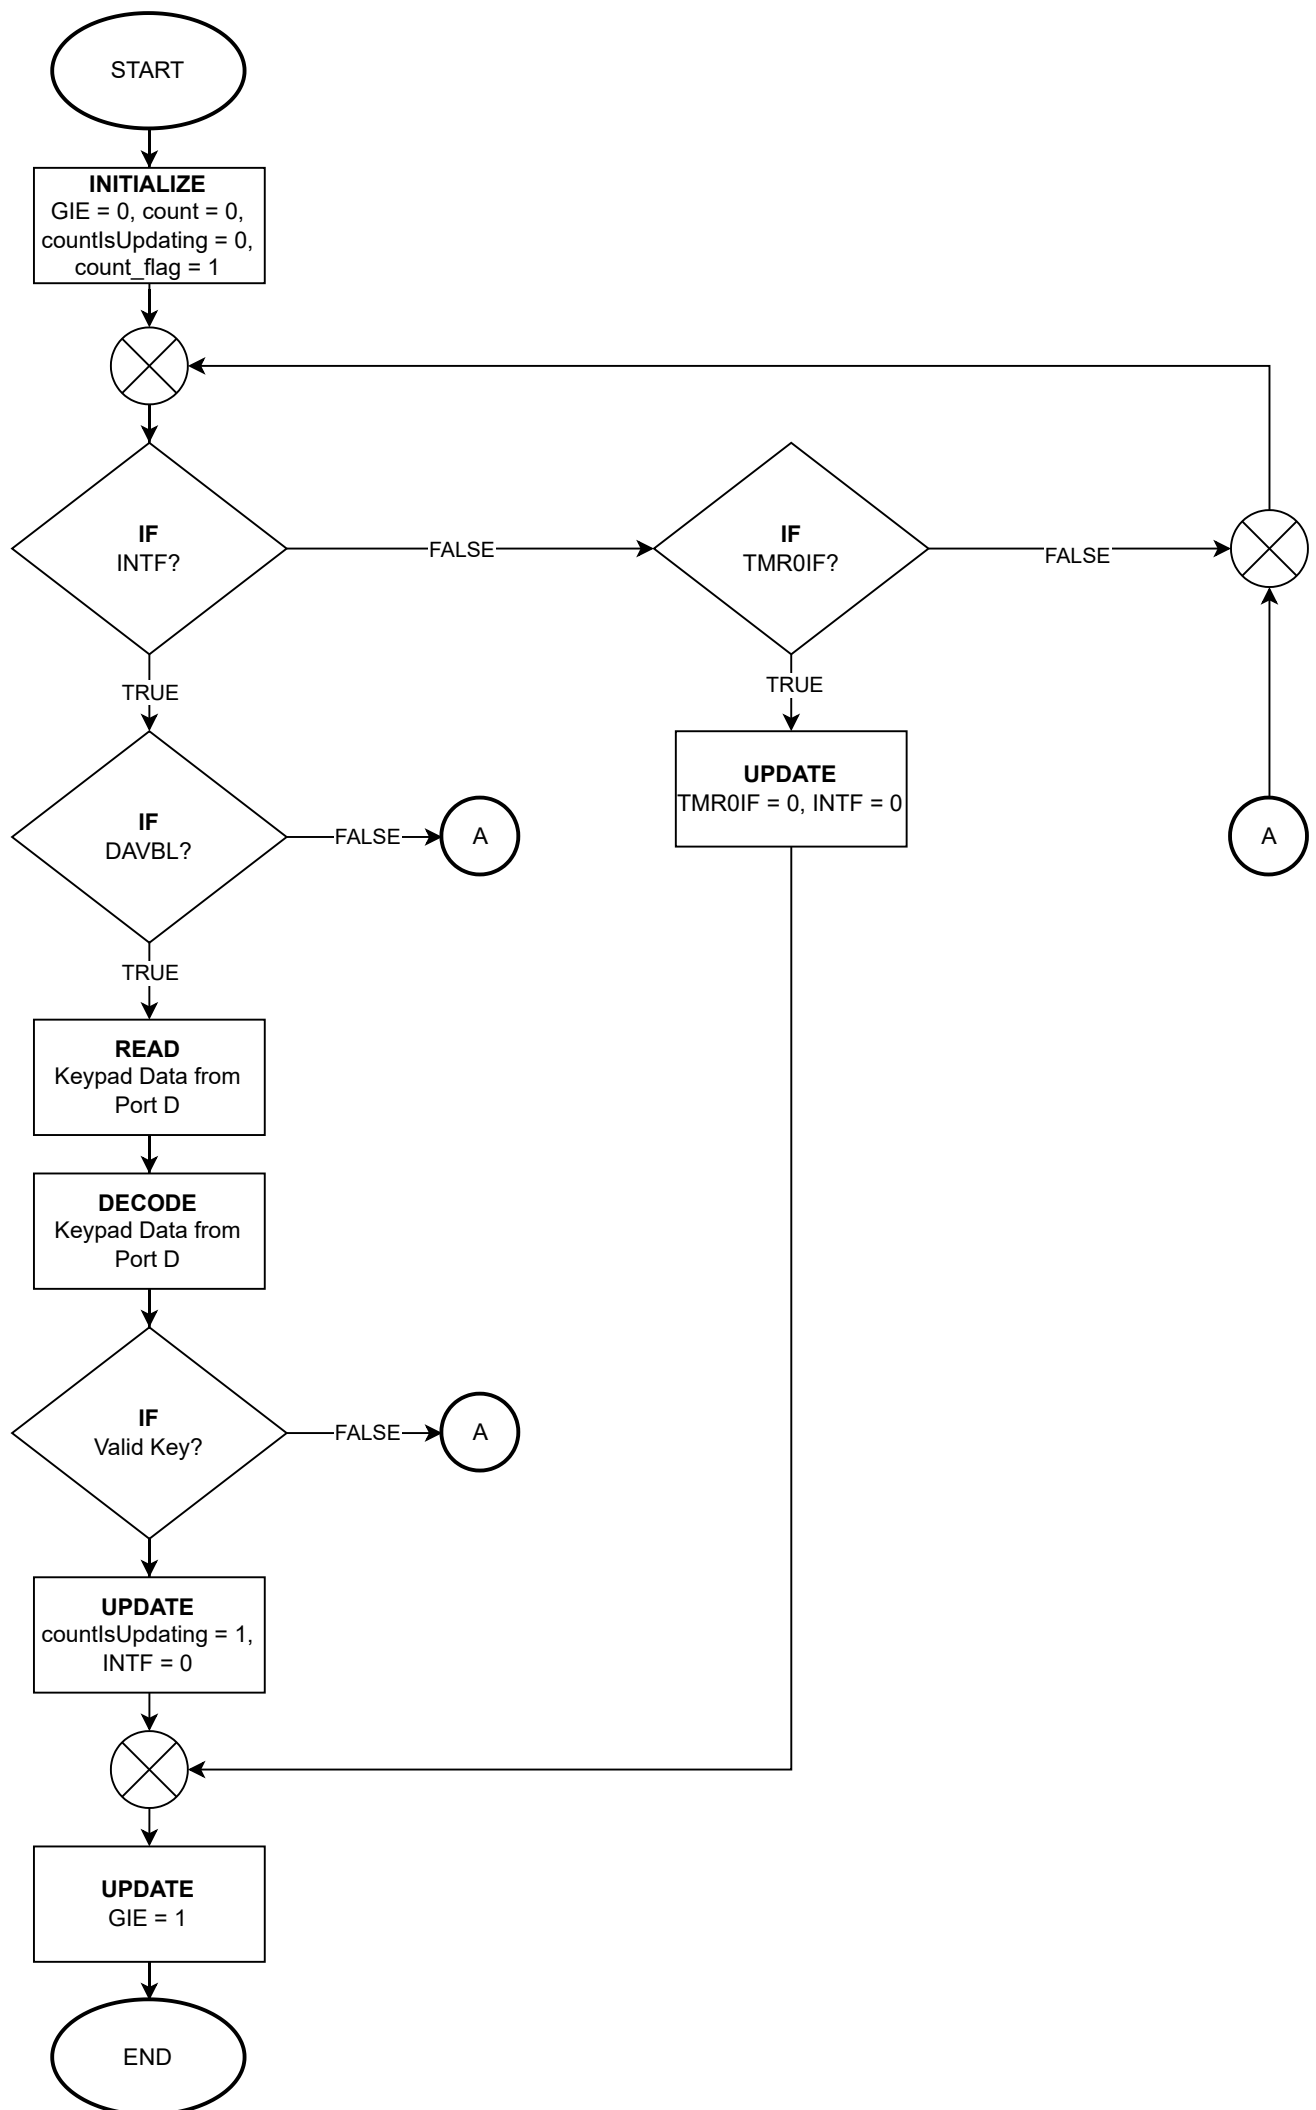 START
INITIALIZE
GIE = 0, count = 0,
countIsUpdating = 0,
count_flag = 1
IF
INTF?
FALSE
IF
TMR0IF?
FALSE
TRUE
TRUE
UPDATE
TMR0IF = 0, INTF = 0
IF
DAVBL?
FALSE
A
A
TRUE
READ
Keypad Data from
Port D
DECODE
Keypad Data from
Port D
IF
Valid Key?
FALSE
A
UPDATE
countIsUpdating = 1,
INTF = 0
UPDATE
GIE = 1
END